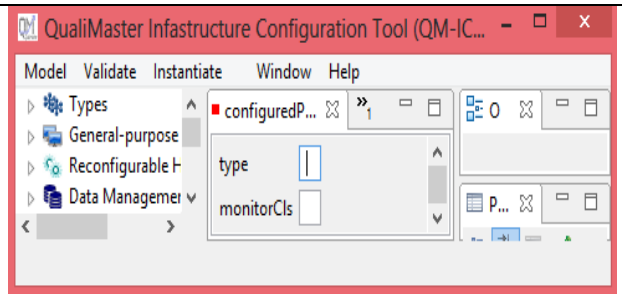 QualiMaster Infastructure Configuration Tool (QM-IC...
Model Validate Instantiate Window Help
Types
General-purpose
Reconfigurable H
Data Managemer
configuredP... »1
type
monitorCls
O
P...